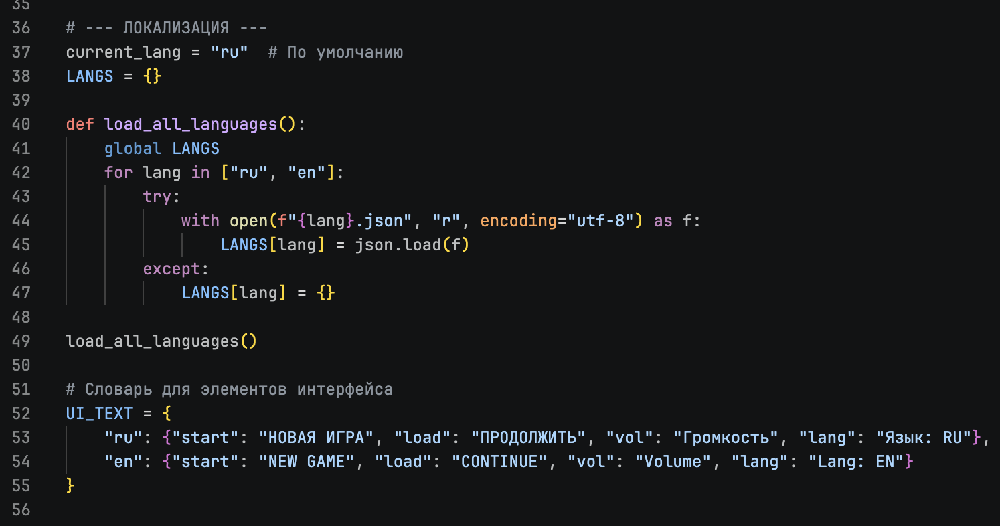 35
36 # --- ЛОКАЛИЗАЦИЯ ---
37 current_lang = "ru"  # По умолчанию
38 LANGS = {}
39
40 def load_all_languages():
41     global LANGS
42     for lang in ["ru", "en"]:
43         try:
44             with open(f"{lang}.json", "r", encoding="utf-8") as f:
45                 LANGS[lang] = json.load(f)
46         except:
47             LANGS[lang] = {}
48
49 load_all_languages()
50
51 # Словарь для элементов интерфейса
52 UI_TEXT = {
53     "ru": {"start": "НОВАЯ ИГРА", "load": "ПРОДОЛЖИТЬ", "vol": "Громкость", "lang": "Язык: RU"},
54     "en": {"start": "NEW GAME", "load": "CONTINUE", "vol": "Volume", "lang": "Lang: EN"}
55 }
56